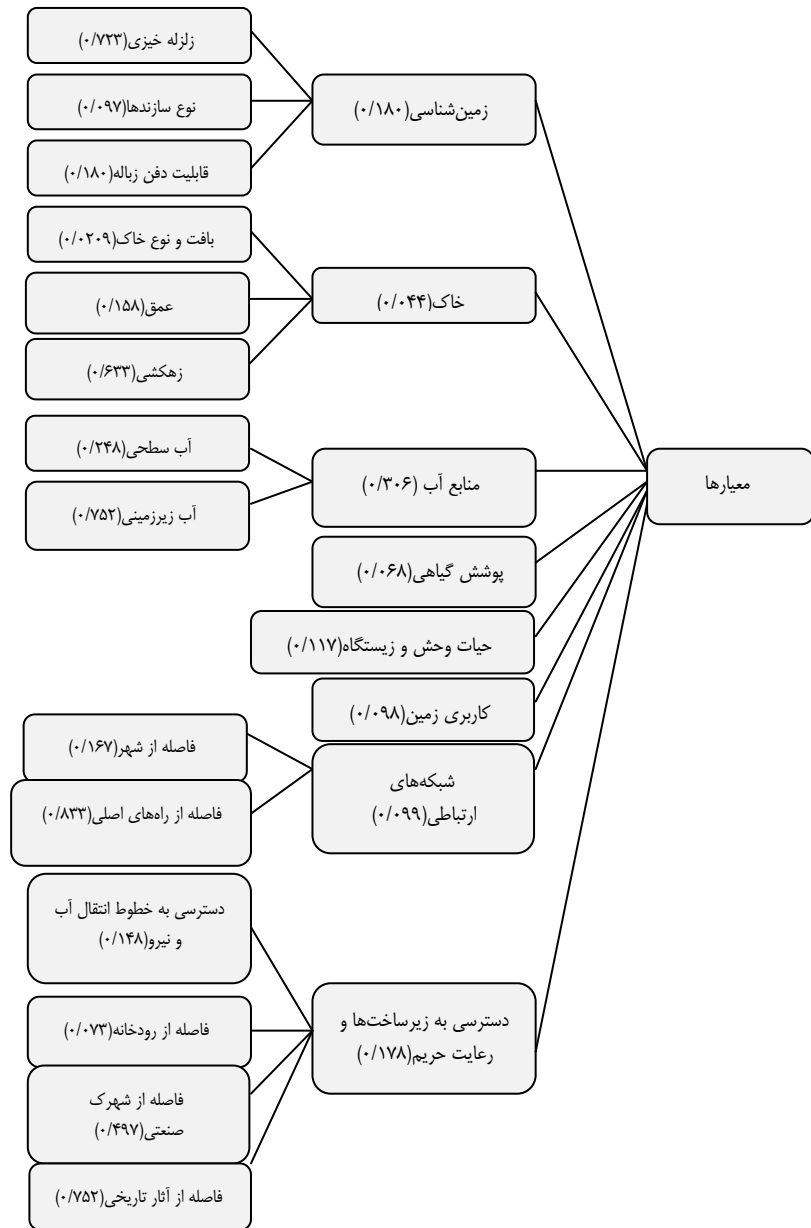 معیارها
زمین‌شناسی(۰/۱۸۰)
زلزله خیزی(۰/۷۲۳)
نوع سازندها(۰/۰۹۷)
قابلیت دفن زباله(۰/۱۸۰)
خاک(۰/۰۴۴)
بافت و نوع خاک(۰/۰۲۰۹)
عمق(۰/۱۵۸)
زهکشی(۰/۶۳۳)
منابع آب (۰/۳۰۶)
آب سطحی(۰/۲۴۸)
آب زیرزمینی(۰/۷۵۲)
پوشش گیاهی(۰/۰۶۸)
حیات وحش و زیستگاه(۰/۱۱۷)
کاربری زمین(۰/۰۹۸)
شبکه‌های
ارتباطی(۰/۰۹۹)
فاصله از شهر(۰/۱۶۷)
فاصله از راه‌های اصلی(۰/۸۳۳)
دسترسی به زیرساخت‌ها و
رعایت حریم(۰/۱۷۸)
دسترسی به خطوط انتقال آب
و نیرو(۰/۱۴۸)
فاصله از رودخانه(۰/۰۷۳)
فاصله از شهرک
صنعتی(۰/۴۹۷)
فاصله از آثار تاریخی(۰/۷۵۲)